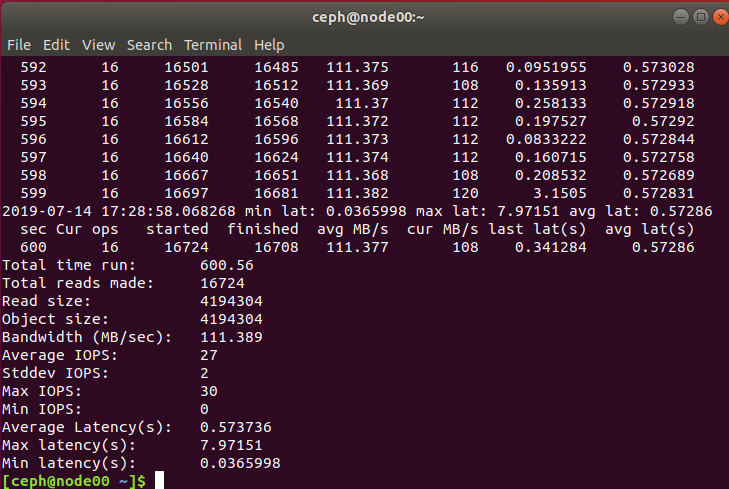 ceph@node00:~
File Edit View Search Terminal Help
592 16 16501 16485 111.375 116 0.0951955 0.573028
593 16 16528 16512 111.369 108 0.135913 0.572933
594 16 16556 16540 111.37 112 0.258133 0.572918
595 16 16584 16568 111.372 112 0.197527 0.57292
596 16 16612 16596 111.373 112 0.0833222 0.572844
597 16 16640 16624 111.374 112 0.160715 0.572758
598 16 16667 16651 111.368 108 0.208532 0.572689
599 16 16697 16681 111.382 120 3.1505 0.572831
2019-07-14 17:28:58.068268 min lat: 0.0365998 max lat: 7.97151 avg lat: 0.57286
sec Cur ops started finished avg MB/s cur MB/s last lat(s) avg lat(s)
600 16 16724 16708 111.377 108 0.341284 0.57286
Total time run: 600.56
Total reads made: 16724
Read size: 4194304
Object size: 4194304
Bandwidth (MB/sec): 111.389
Average IOPS: 27
Stddev IOPS: 2
Max IOPS: 30
Min IOPS: 0
Average Latency(s): 0.573736
Max latency(s): 7.97151
Min latency(s): 0.0365998
[ceph@node00 ~]$